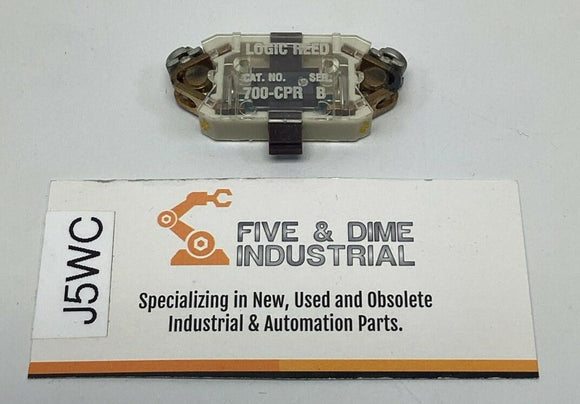 LOGIC REED
CAT. NO. SER.
700-CPR B
J5WC
FIVE & DIME
INDUSTRIAL
Specializing in New, Used and Obsolete
Industrial & Automation Parts.